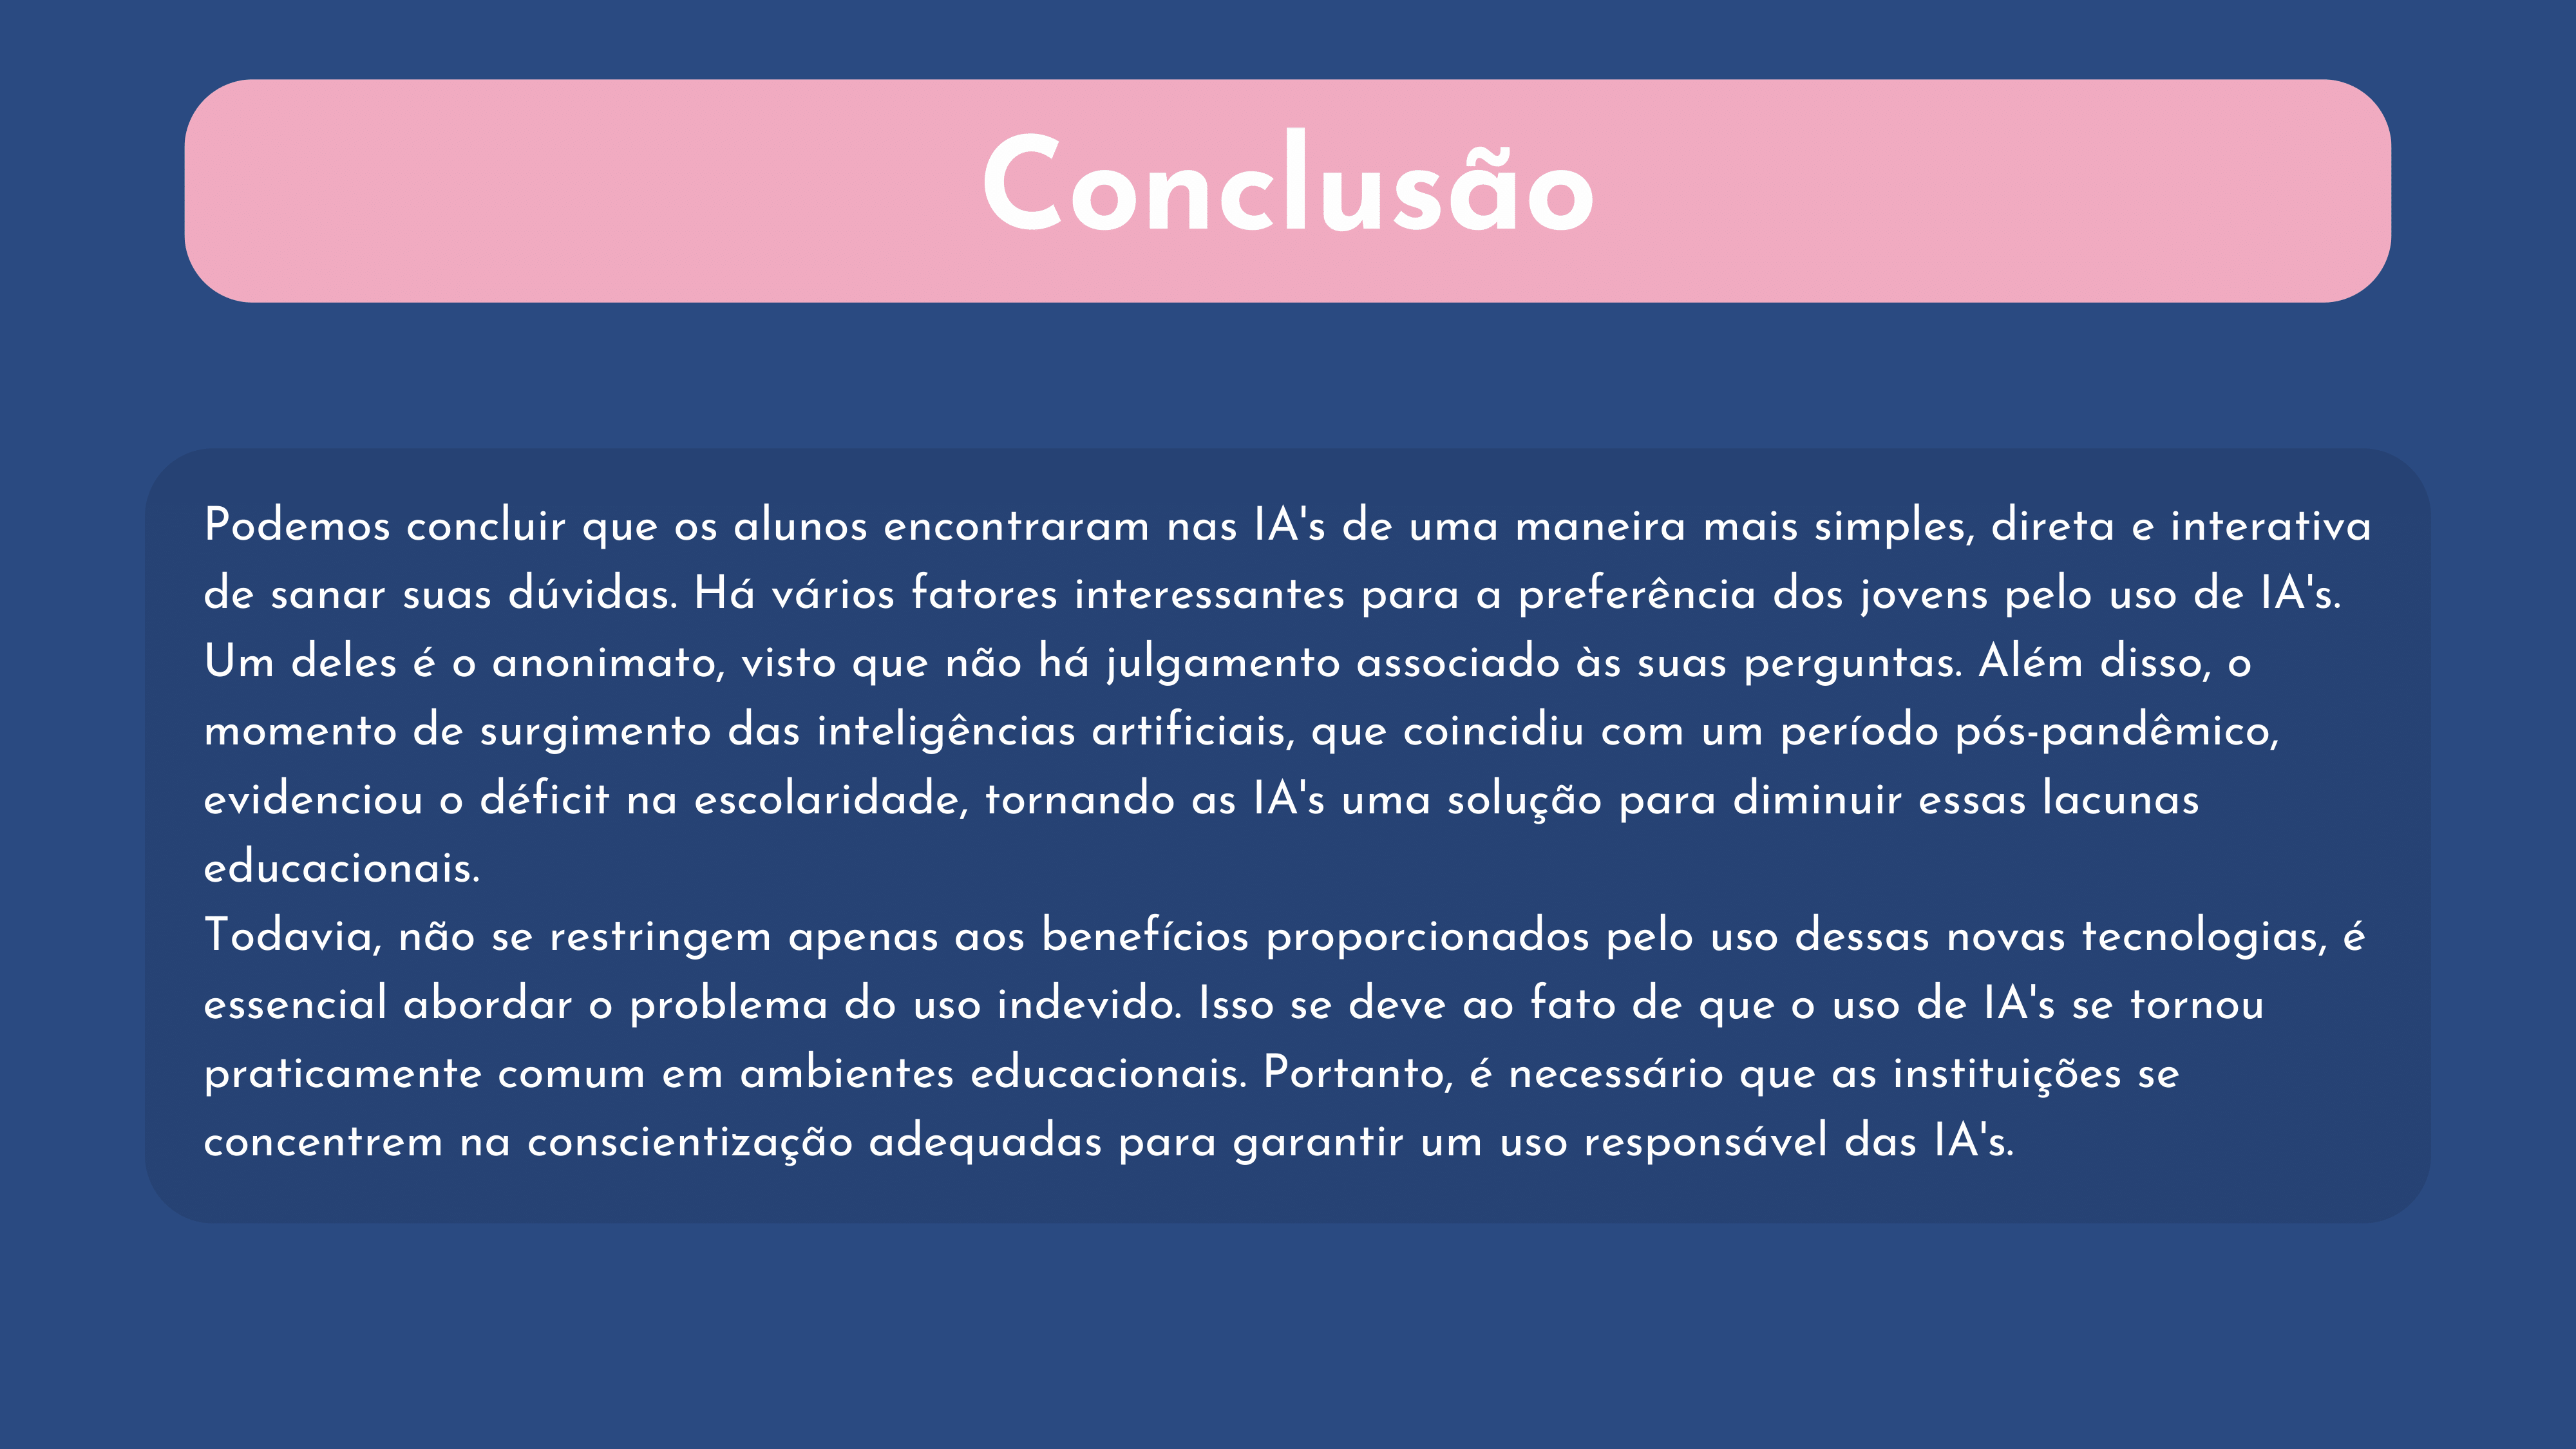 Conclusão
Podemos concluir que os alunos encontraram nas IA's de uma maneira mais simples, direta e interativa
de sanar suas dúvidas. Há vários fatores interessantes para a preferência dos jovens pelo uso de IA's.
Um deles é o anonimato, visto que não há julgamento associado às suas perguntas. Além disso, o
momento de surgimento das inteligências artificiais, que coincidiu com um período pós-pandêmico,
evidenciou o déficit na escolaridade, tornando as IA's uma solução para diminuir essas lacunas
educacionais.
Todavia, não se restringem apenas aos benefícios proporcionados pelo uso dessas novas tecnologias, é
essencial abordar o problema do uso indevido. Isso se deve ao fato de que o uso de IA's se tornou
praticamente comum em ambientes educacionais. Portanto, é necessário que as instituições se
concentrem na conscientização adequadas para garantir um uso responsável das IA's.